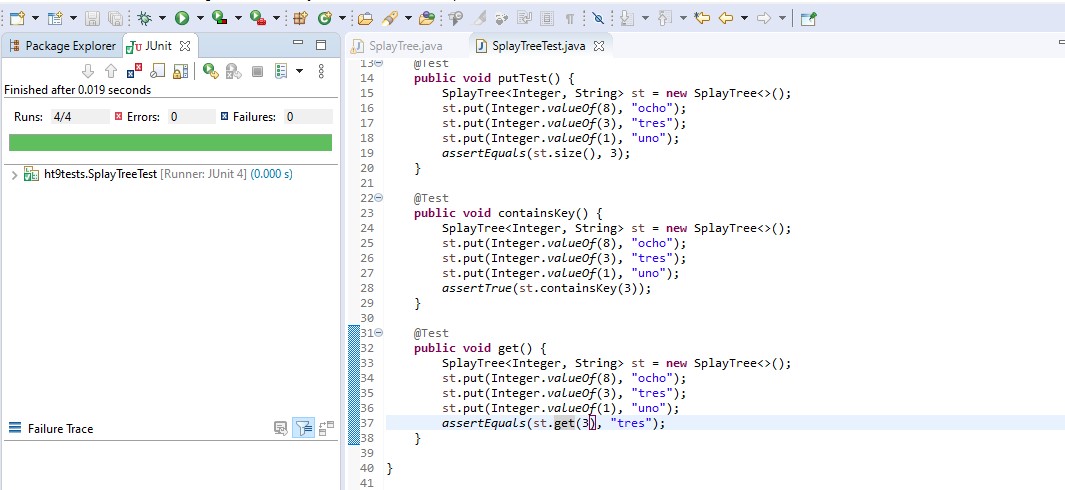 Package Explorer
JUnit
Finished after 0.019 seconds
Runs: 4/4
Errors: 0
Failures: 0
ht9tests.SplayTreeTest [Runner: JUnit 4] (0.000 s)
Failure Trace
SplayTree.java
SplayTreeTest.java
13 @Test
14 public void putTest() {
15 SplayTree<Integer, String> st = new SplayTree<>();
16 st.put(Integer.valueOf(8), "ocho");
17 st.put(Integer.valueOf(3), "tres");
18 st.put(Integer.valueOf(1), "uno");
19 assertEquals(st.size(), 3);
20 }
21
22 @Test
23 public void containsKey() {
24 SplayTree<Integer, String> st = new SplayTree<>();
25 st.put(Integer.valueOf(8), "ocho");
26 st.put(Integer.valueOf(3), "tres");
27 st.put(Integer.valueOf(1), "uno");
28 assertTrue(st.containsKey(3));
29 }
30
31 @Test
32 public void get() {
33 SplayTree<Integer, String> st = new SplayTree<>();
34 st.put(Integer.valueOf(8), "ocho");
35 st.put(Integer.valueOf(3), "tres");
36 st.put(Integer.valueOf(1), "uno");
37 assertEquals(st.get(3), "tres");
38 }
39
40 }
41